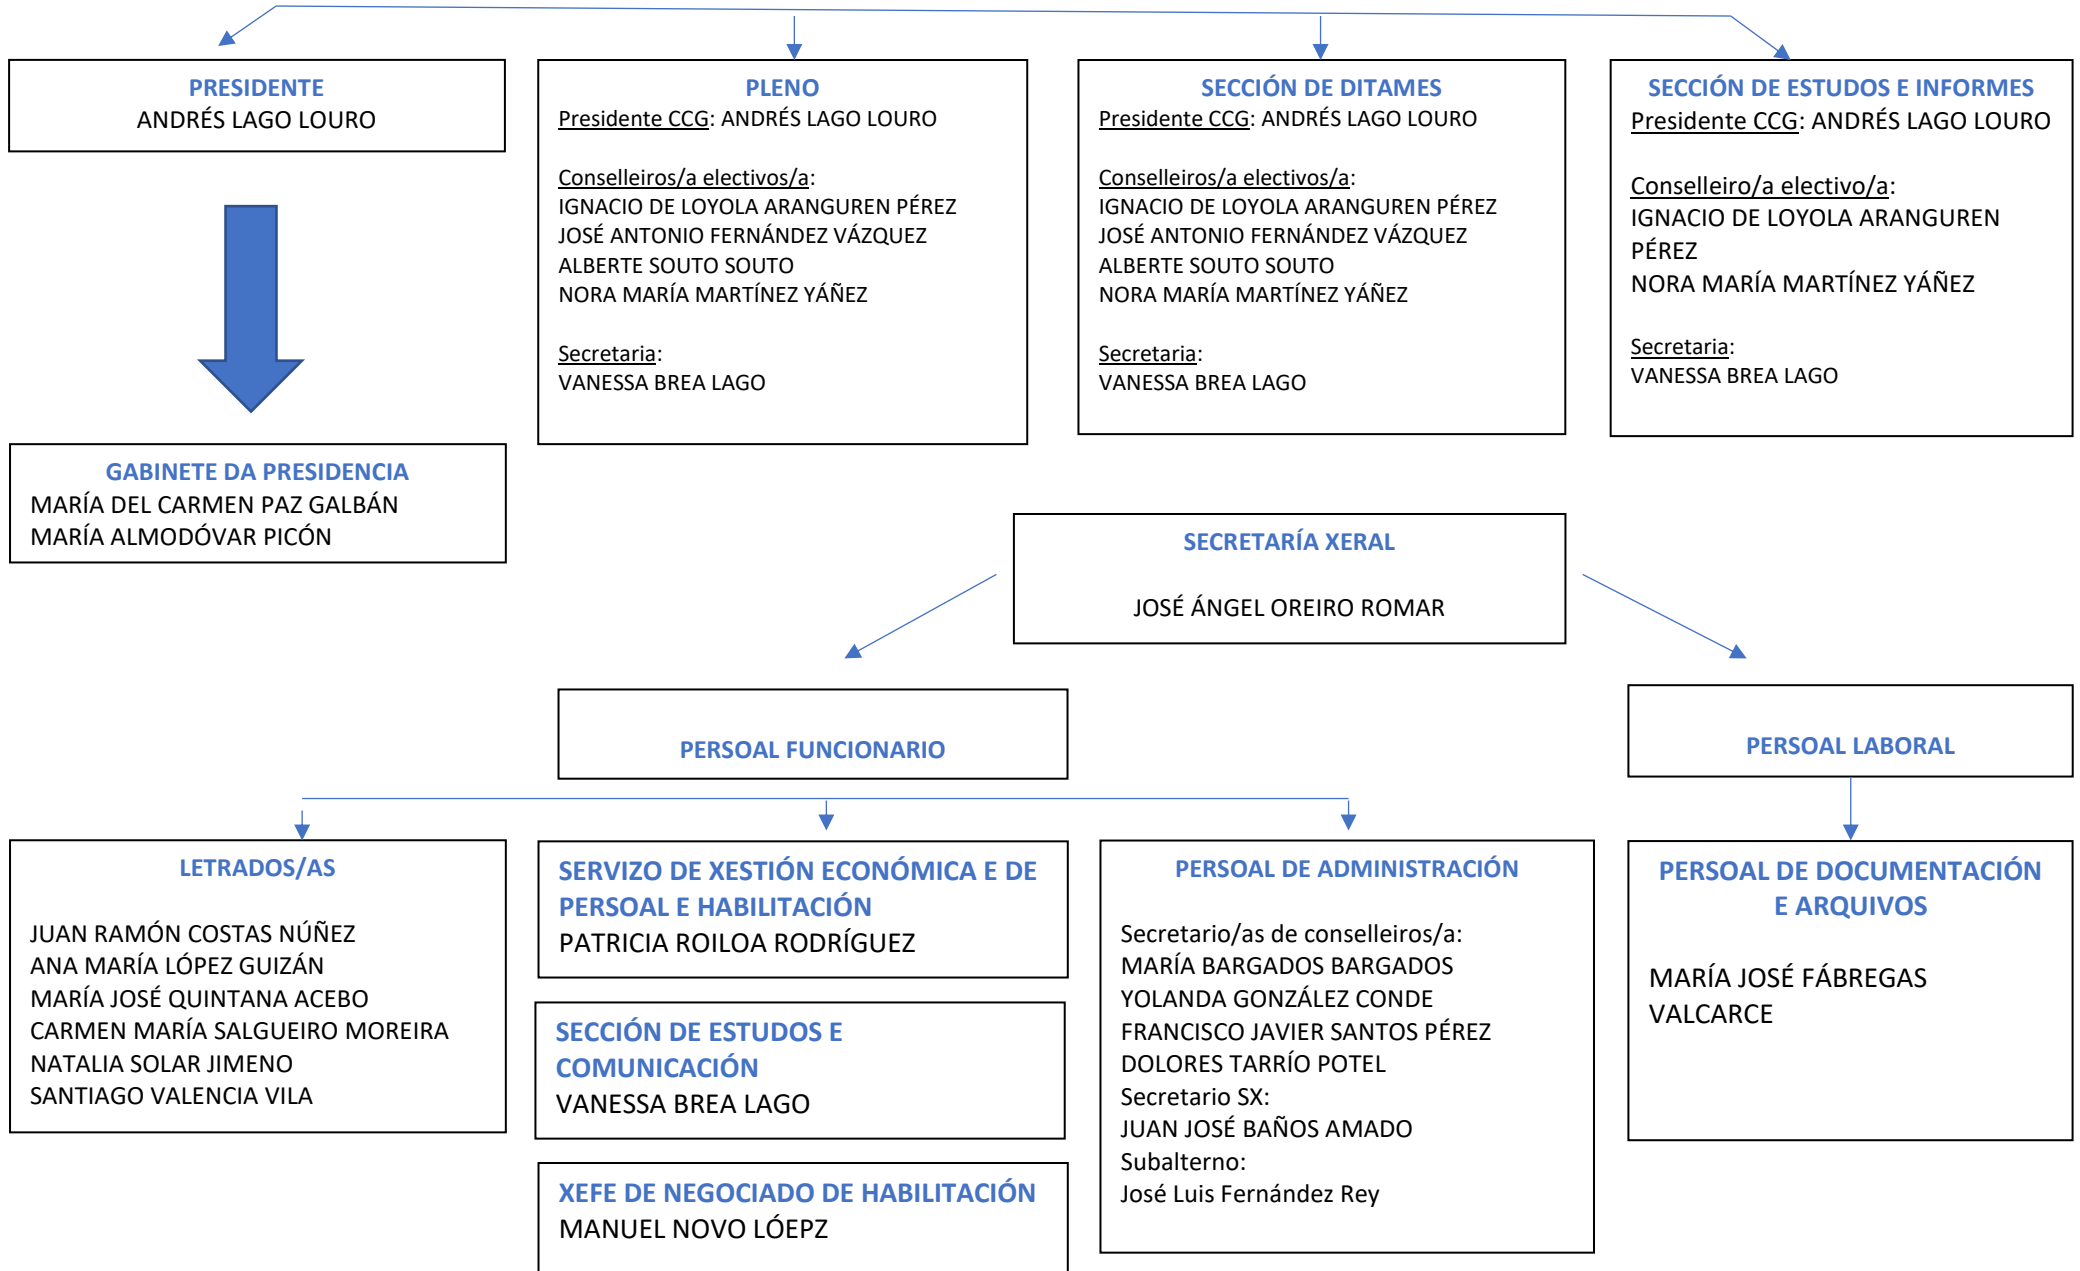 PRESIDENTE
ANDRÉS LAGO LOURO
PLENO
Presidente CCG: ANDRÉS LAGO LOURO
Conselleiros/a electivos/a:
IGNACIO DE LOYOLA ARANGUREN PÉREZ
JOSÉ ANTONIO FERNÁNDEZ VÁZQUEZ
ALBERTE SOUTO SOUTO
NORA MARÍA MARTÍNEZ YÁÑEZ
Secretaria:
VANESSA BREA LAGO
SECCIÓN DE DITAMES
Presidente CCG: ANDRÉS LAGO LOURO
Conselleiros/a electivos/a:
IGNACIO DE LOYOLA ARANGUREN PÉREZ
JOSÉ ANTONIO FERNÁNDEZ VÁZQUEZ
ALBERTE SOUTO SOUTO
NORA MARÍA MARTÍNEZ YÁÑEZ
Secretaria:
VANESSA BREA LAGO
SECCIÓN DE ESTUDOS E INFORMES
Presidente CCG: ANDRÉS LAGO LOURO
Conselleiro/a electivo/a:
IGNACIO DE LOYOLA ARANGUREN
PÉREZ
NORA MARÍA MARTÍNEZ YÁÑEZ
Secretaria:
VANESSA BREA LAGO
GABINETE DA PRESIDENCIA
MARÍA DEL CARMEN PAZ GALBÁN
MARÍA ALMODÓVAR PICÓN
SECRETARÍA XERAL
JOSÉ ÁNGEL OREIRO ROMAR
PERSOAL FUNCIONARIO
PERSOAL LABORAL
LETRADOS/AS
JUAN RAMÓN COSTAS NÚÑEZ
ANA MARÍA LÓPEZ GUIZÁN
MARÍA JOSÉ QUINTANA ACEBO
CARMEN MARÍA SALGUEIRO MOREIRA
NATALIA SOLAR JIMENO
SANTIAGO VALENCIA VILA
SERVIZO DE XESTIÓN ECONÓMICA E DE
PERSOAL E HABILITACIÓN
PATRICIA ROILOA RODRÍGUEZ
SECCIÓN DE ESTUDOS E
COMUNICACIÓN
VANESSA BREA LAGO
XEFE DE NEGOCIADO DE HABILITACIÓN
MANUEL NOVO LÓEPZ
PERSOAL DE ADMINISTRACIÓN
Secretario/as de conselleiros/a:
MARÍA BARGADOS BARGADOS
YOLANDA GONZÁLEZ CONDE
FRANCISCO JAVIER SANTOS PÉREZ
DOLORES TARRÍO POTEL
Secretario SX:
JUAN JOSÉ BAÑOS AMADO
Subalterno:
José Luis Fernández Rey
PERSOAL DE DOCUMENTACIÓN
E ARQUIVOS
MARÍA JOSÉ FÁBREGAS
VALCARCE